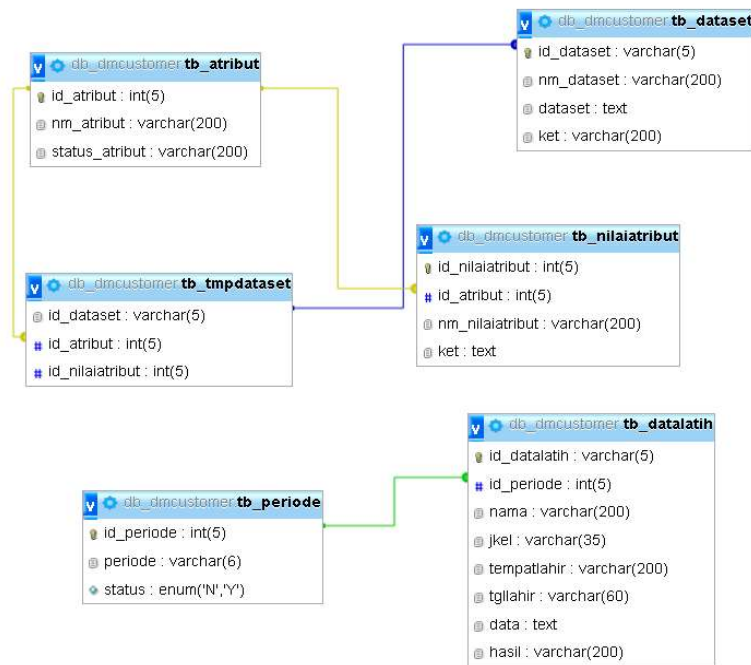 db_dmcustomer tb_dataset
id_dataset : varchar(5)
nm_dataset : varchar(200)
dataset : text
ket : varchar(200)
db_dmcustomer tb_atribut
id_atribut : int(5)
nm_atribut : varchar(200)
status_atribut : varchar(200)
db_dmcustomer tb_nilaiatribut
id_nilaiatribut : int(5)
# id_atribut : int(5)
nm_nilaiatribut : varchar(200)
ket : text
db_dmcustomer tb_tmpdataset
id_dataset : varchar(5)
# id_atribut : int(5)
# id_nilaiatribut : int(5)
db_dmcustomer tb_datalatih
id_datalatih : varchar(5)
# id_periode : int(5)
nama : varchar(200)
jkel : varchar(35)
tempatlahir : varchar(200)
tgllahir : varchar(60)
data : text
hasil : varchar(200)
db_dmcustomer tb_periode
id_periode : int(5)
periode : varchar(6)
status : enum('N','Y')